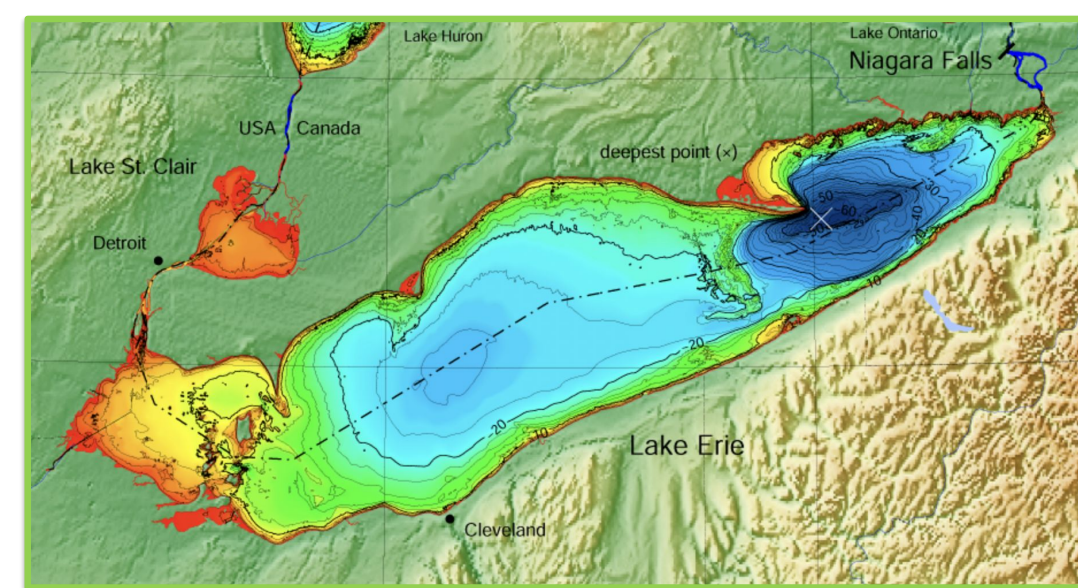 Lake Huron
Lake Ontario
Niagara Falls
USA Canada
deepest point (×)
Lake St. Clair
-50
-60
-30
-40
Detroit
-10
-20
-20
-10
Lake Erie
Cleveland